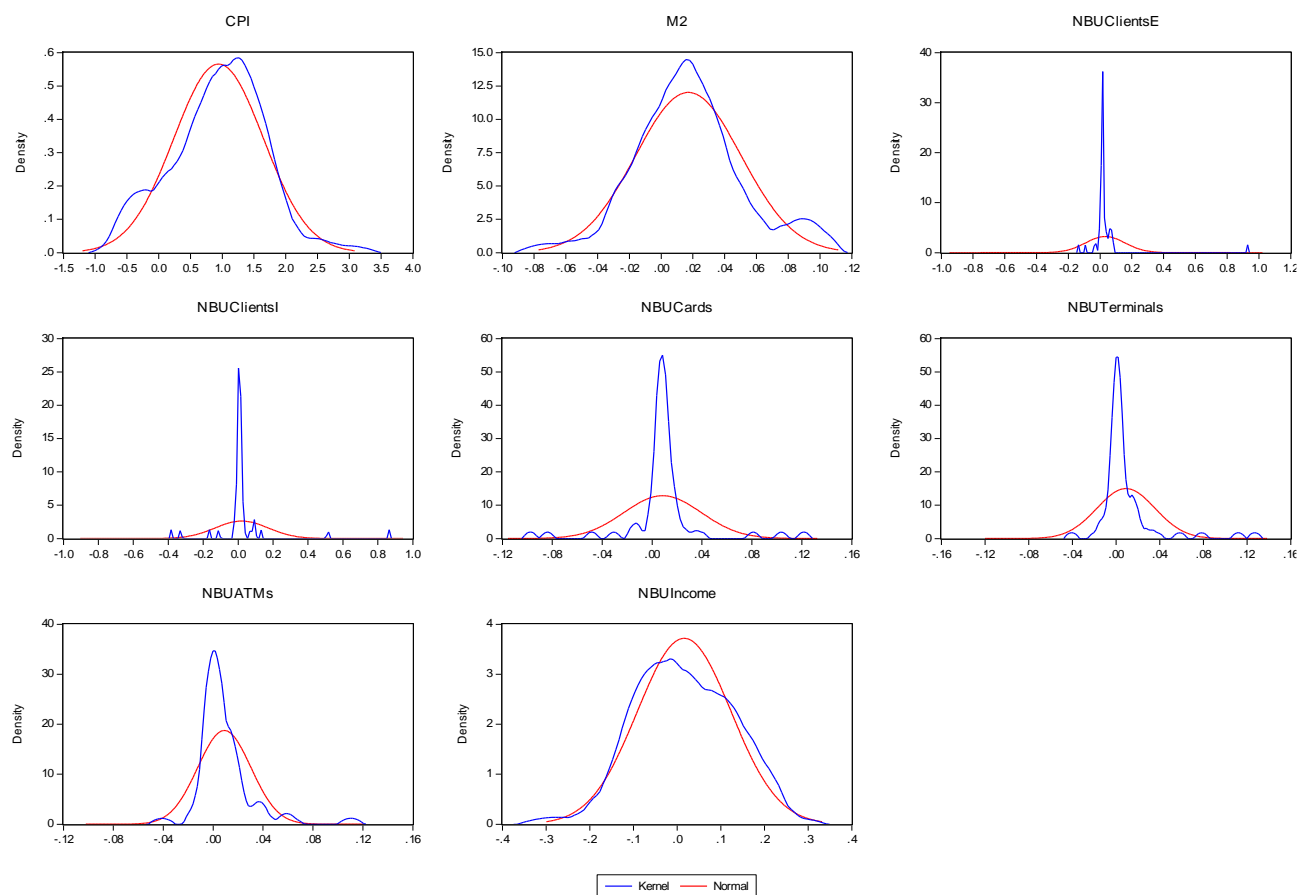 CPI
M2
NBUClientsE
.6
.5
.4
.3
.2
.1
.0
Density
-1.5 -1.0 -0.5 0.0 0.5 1.0 1.5 2.0 2.5 3.0 3.5 4.0
15.0
12.5
10.0
7.5
5.0
2.5
0.0
Density
-.10 -.08 -.06 -.04 -.02 .00 .02 .04 .06 .08 .10 .12
40
30
20
10
0
Density
-1.0 -0.8 -0.6 -0.4 -0.2 0.0 0.2 0.4 0.6 0.8 1.0 1.2
NBUClientsI
NBUCards
NBUTerminals
30
25
20
15
10
5
0
Density
-1.0 -0.8 -0.6 -0.4 -0.2 0.0 0.2 0.4 0.6 0.8 1.0
60
50
40
30
20
10
0
Density
-.12 -.08 -.04 .00 .04 .08 .12 .16
60
50
40
30
20
10
0
Density
-.16 -.12 -.08 -.04 .00 .04 .08 .12 .16
NBUATMs
NBUIncome
40
30
20
10
0
Density
-.12 -.08 -.04 .00 .04 .08 .12 .16
4
3
2
1
0
Density
-.4 -.3 -.2 -.1 .0 .1 .2 .3 .4
Kernel Normal